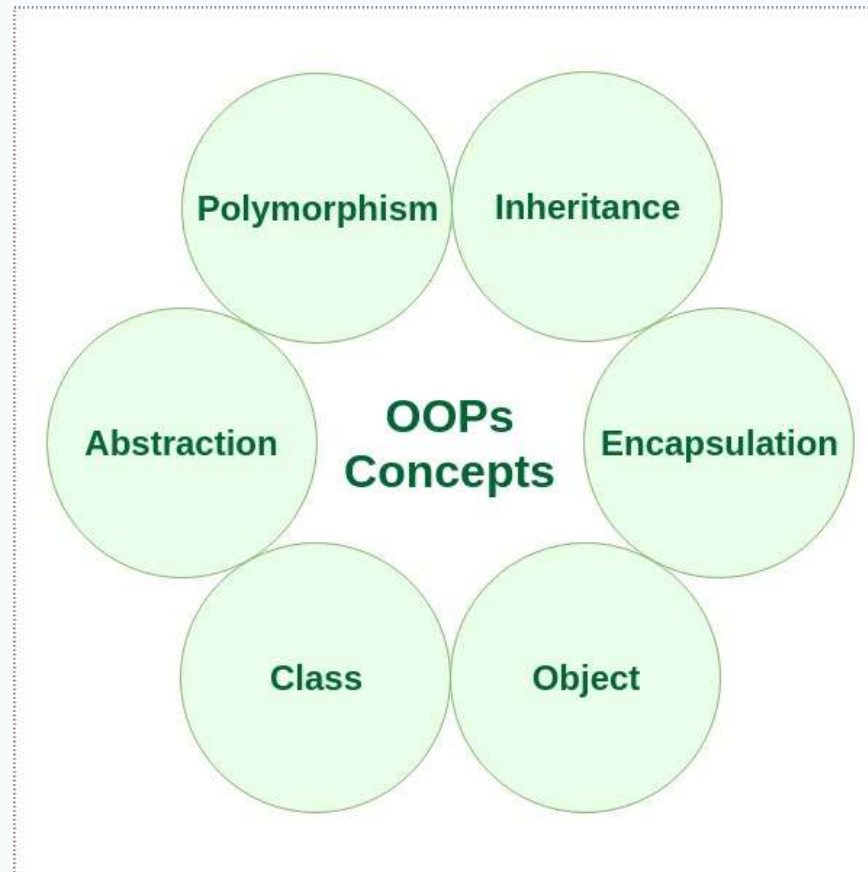 Polymorphism
Inheritance
Abstraction
OOPs
Concepts
Encapsulation
Class
Object